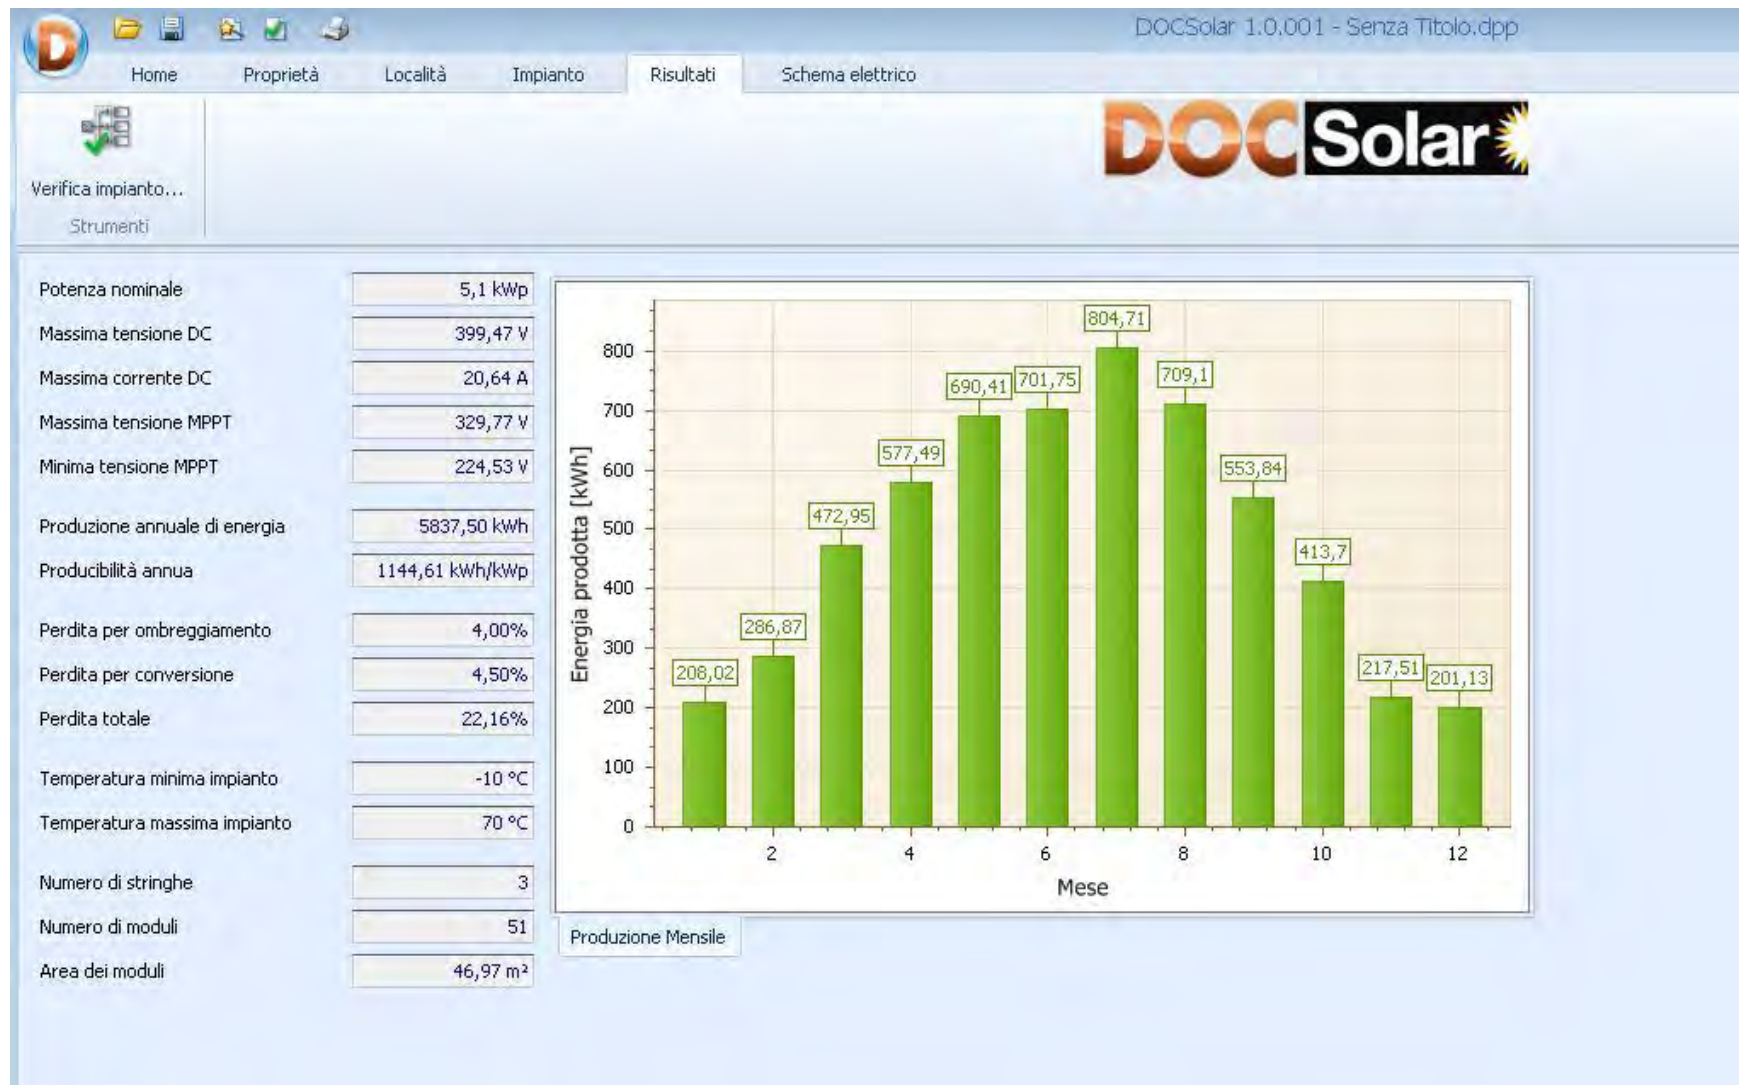 DOCSolar 1.0.001 - Senza Titolo.dpp
Home Proprietà Località Impianto Risultati Schema elettrico
DOCSolar
Verifica impianto...
Strumenti
Potenza nominale 5,1 kWp
Massima tensione DC 399,47 V
Massima corrente DC 20,64 A
Massima tensione MPPT 329,77 V
Minima tensione MPPT 224,53 V
Produzione annuale di energia 5837,50 kWh
Producibilità annua 1144,61 kWh/kWp
Perdita per ombreggiamento 4,00%
Perdita per conversione 4,50%
Perdita totale 22,16%
Temperatura minima impianto -10 °C
Temperatura massima impianto 70 °C
Numero di stringhe 3
Numero di moduli 51
Area dei moduli 46,97 m²
Energia prodotta [kWh]
800
700
600
500
400
300
200
100
0
208,02
286,87
472,95
577,49
690,41
701,75
804,71
709,1
553,84
413,7
217,51
201,13
2 4 6 8 10 12
Mese
Produzione Mensile